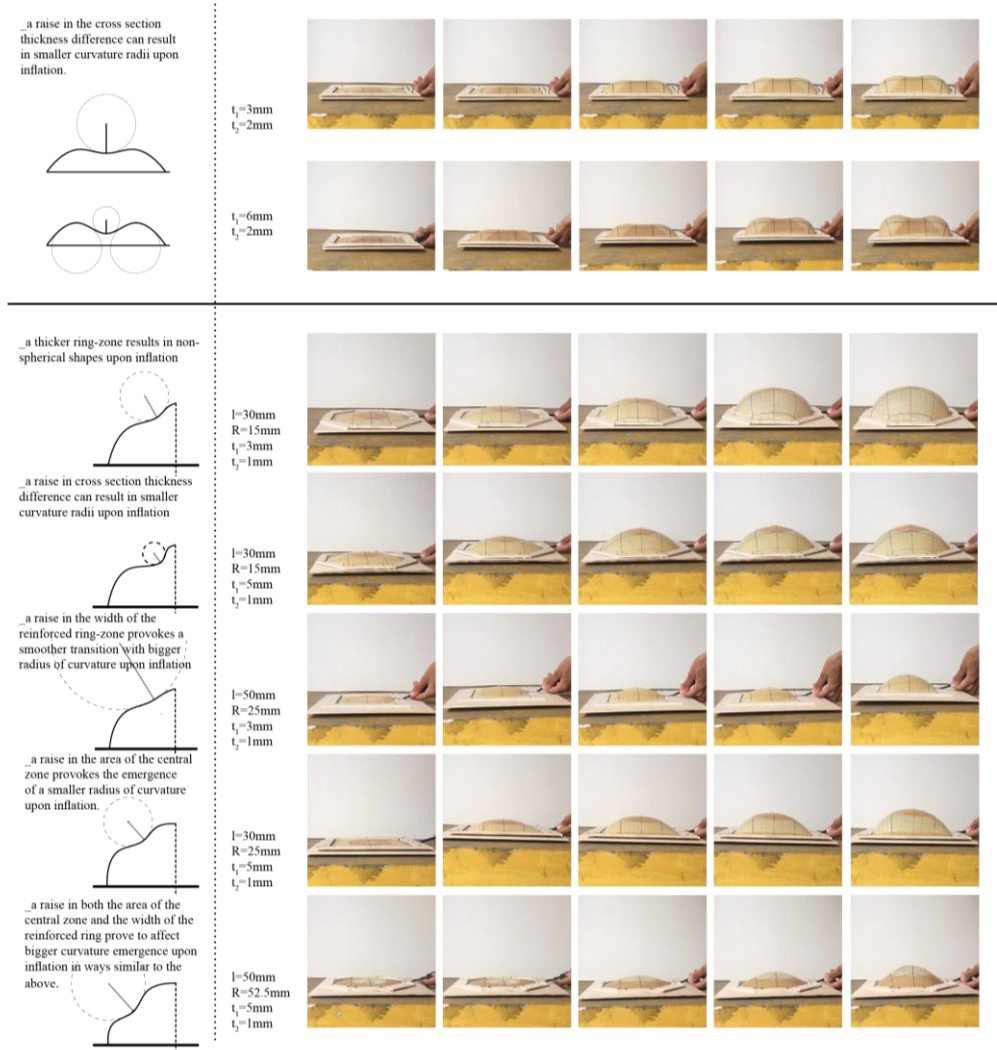 _a raise in the cross section
thickness difference can result
in smaller curvature radii upon
inflation.
t₁=3mm
t₂=2mm
t₁=6mm
t₂=2mm
_a thicker ring-zone results in non-
spherical shapes upon inflation
l=30mm
R=15mm
t₁=3mm
t₂=1mm
_a raise in cross section thickness
difference can result in smaller
curvature radii upon inflation
l=30mm
R=15mm
t₁=5mm
t₂=1mm
_a raise in the width of the
reinforced ring-zone provokes a
smoother transition with bigger
radius of curvature upon inflation
l=50mm
R=25mm
t₁=3mm
t₂=1mm
_a raise in the area of the central
zone provokes the emergence
of a smaller radius of curvature
upon inflation.
l=30mm
R=25mm
t₁=5mm
t₂=1mm
_a raise in both the area of the
central zone and the width of the
reinforced ring prove to affect
bigger curvature emergence upon
inflation in ways similar to the
above.
l=50mm
R=52.5mm
t₁=5mm
t₂=1mm